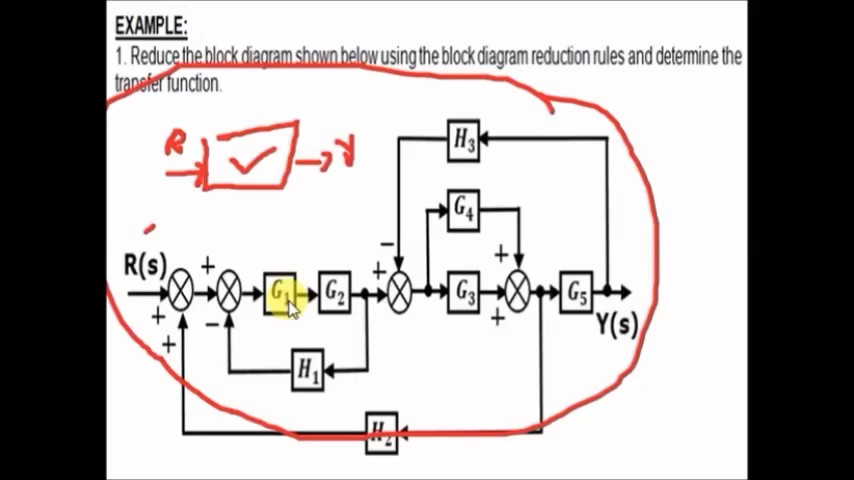 EXAMPLE:
1. Reduce the block diagram shown below using the block diagram reduction rules and determine the
transfer function.
R
Y
H₃
G₄
R(s)
G₁
G₂
G₃
G₅
Y(s)
H₁
H₂